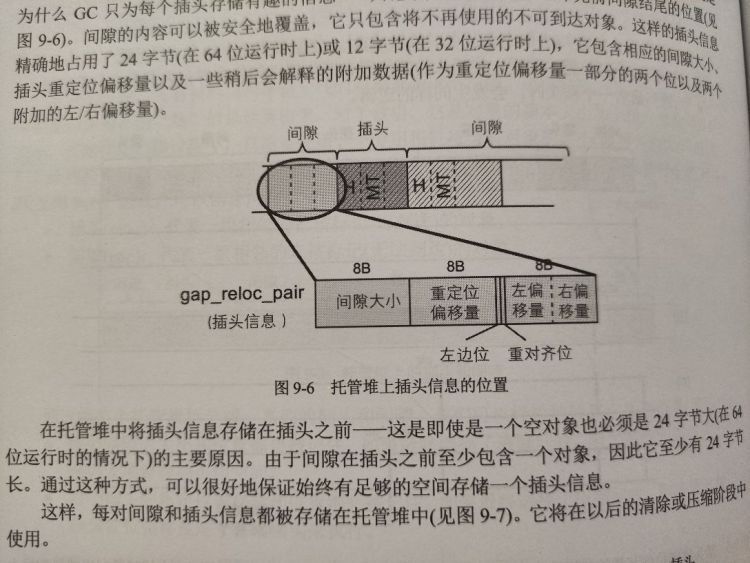 为什么 GC 只为每个插头存储有趣的信息
前间隙结尾的位置(见
图 9-6)。间隙的内容可以被安全地覆盖，它只包含将不再使用的不可到达对象。这样的插头信息
精确地占用了 24 字节(在 64 位运行时上)或 12 字节(在 32 位运行时上)，它包含相应的间隙大小、
插头重定位偏移量以及一些稍后会解释的附加数据(作为重定位偏移量一部分的两个位以及两个
附加的左/右偏移量)。
间隙 插头 间隙
H MT H MT
8B 8B 8B
gap_reloc_pair
(插头信息)
间隙大小
重定位
偏移量
左偏
移量
右偏
移量
左边位 重对齐位
图 9-6 托管堆上插头信息的位置
在托管堆中将插头信息存储在插头之前——这是即使是一个空对象也必须是 24 字节大(在 64
位运行时的情况下)的主要原因。由于间隙在插头之前至少包含一个对象，因此它至少有 24 字节
长。通过这种方式，可以很好地保证始终有足够的空间存储一个插头信息。
这样，每对间隙和插头信息都被存储在托管堆中(见图 9-7)。它将在以后的清除或压缩阶段中
使用。
插头